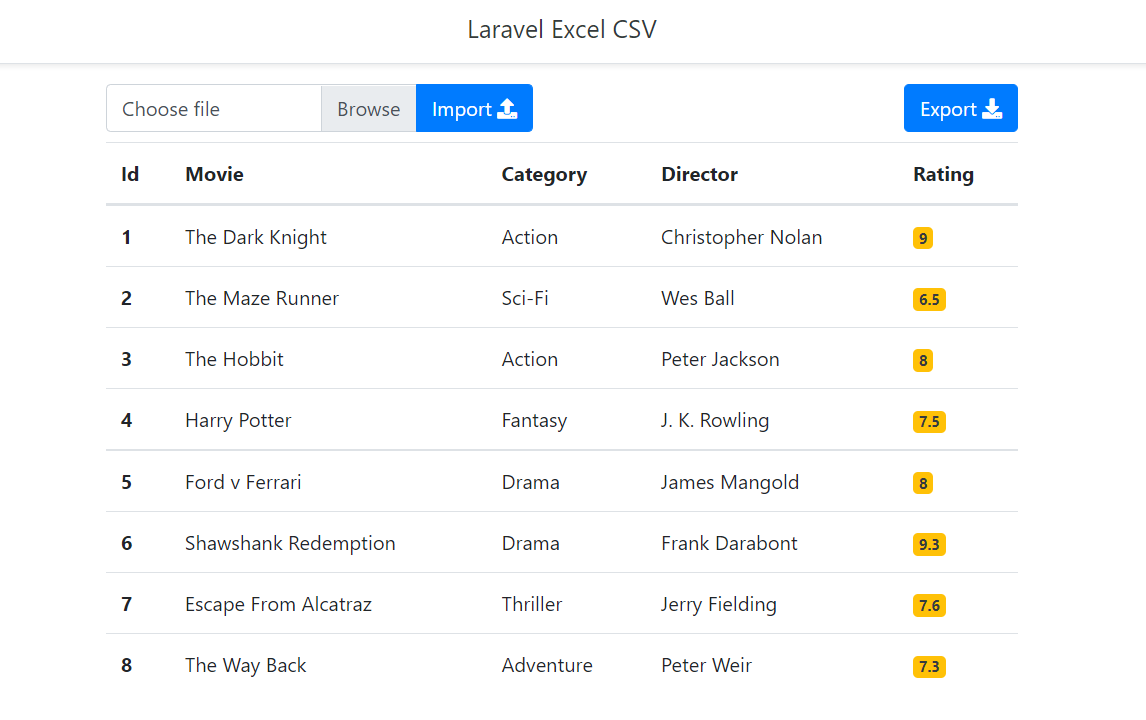 Laravel Excel CSV
Choose file Browse Import Export
Id Movie Category Director Rating
1 The Dark Knight Action Christopher Nolan 9
2 The Maze Runner Sci-Fi Wes Ball 6.5
3 The Hobbit Action Peter Jackson 8
4 Harry Potter Fantasy J. K. Rowling 7.5
5 Ford v Ferrari Drama James Mangold 8
6 Shawshank Redemption Drama Frank Darabont 9.3
7 Escape From Alcatraz Thriller Jerry Fielding 7.6
8 The Way Back Adventure Peter Weir 7.3